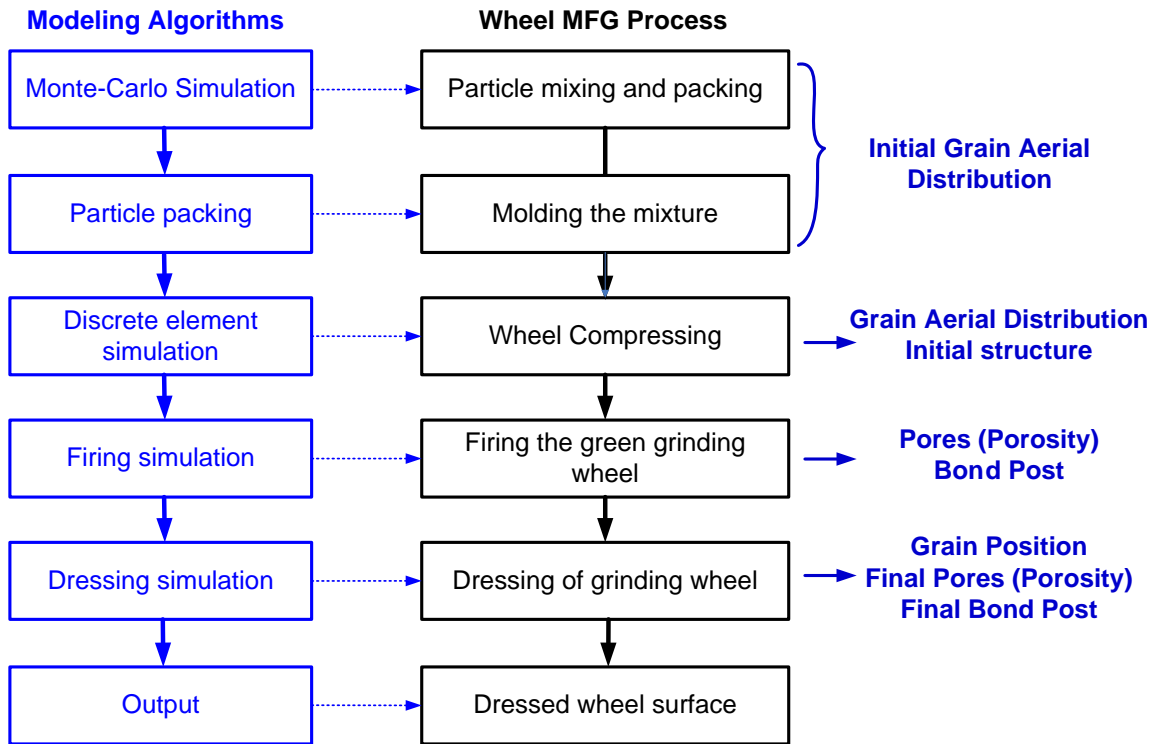 Modeling Algorithms
Wheel MFG Process
Monte-Carlo Simulation
Particle mixing and packing
Initial Grain Aerial
Distribution
Particle packing
Molding the mixture
Discrete element
simulation
Wheel Compressing
Grain Aerial Distribution
Initial structure
Firing simulation
Firing the green grinding
wheel
Pores (Porosity)
Bond Post
Dressing simulation
Dressing of grinding wheel
Grain Position
Final Pores (Porosity)
Final Bond Post
Output
Dressed wheel surface